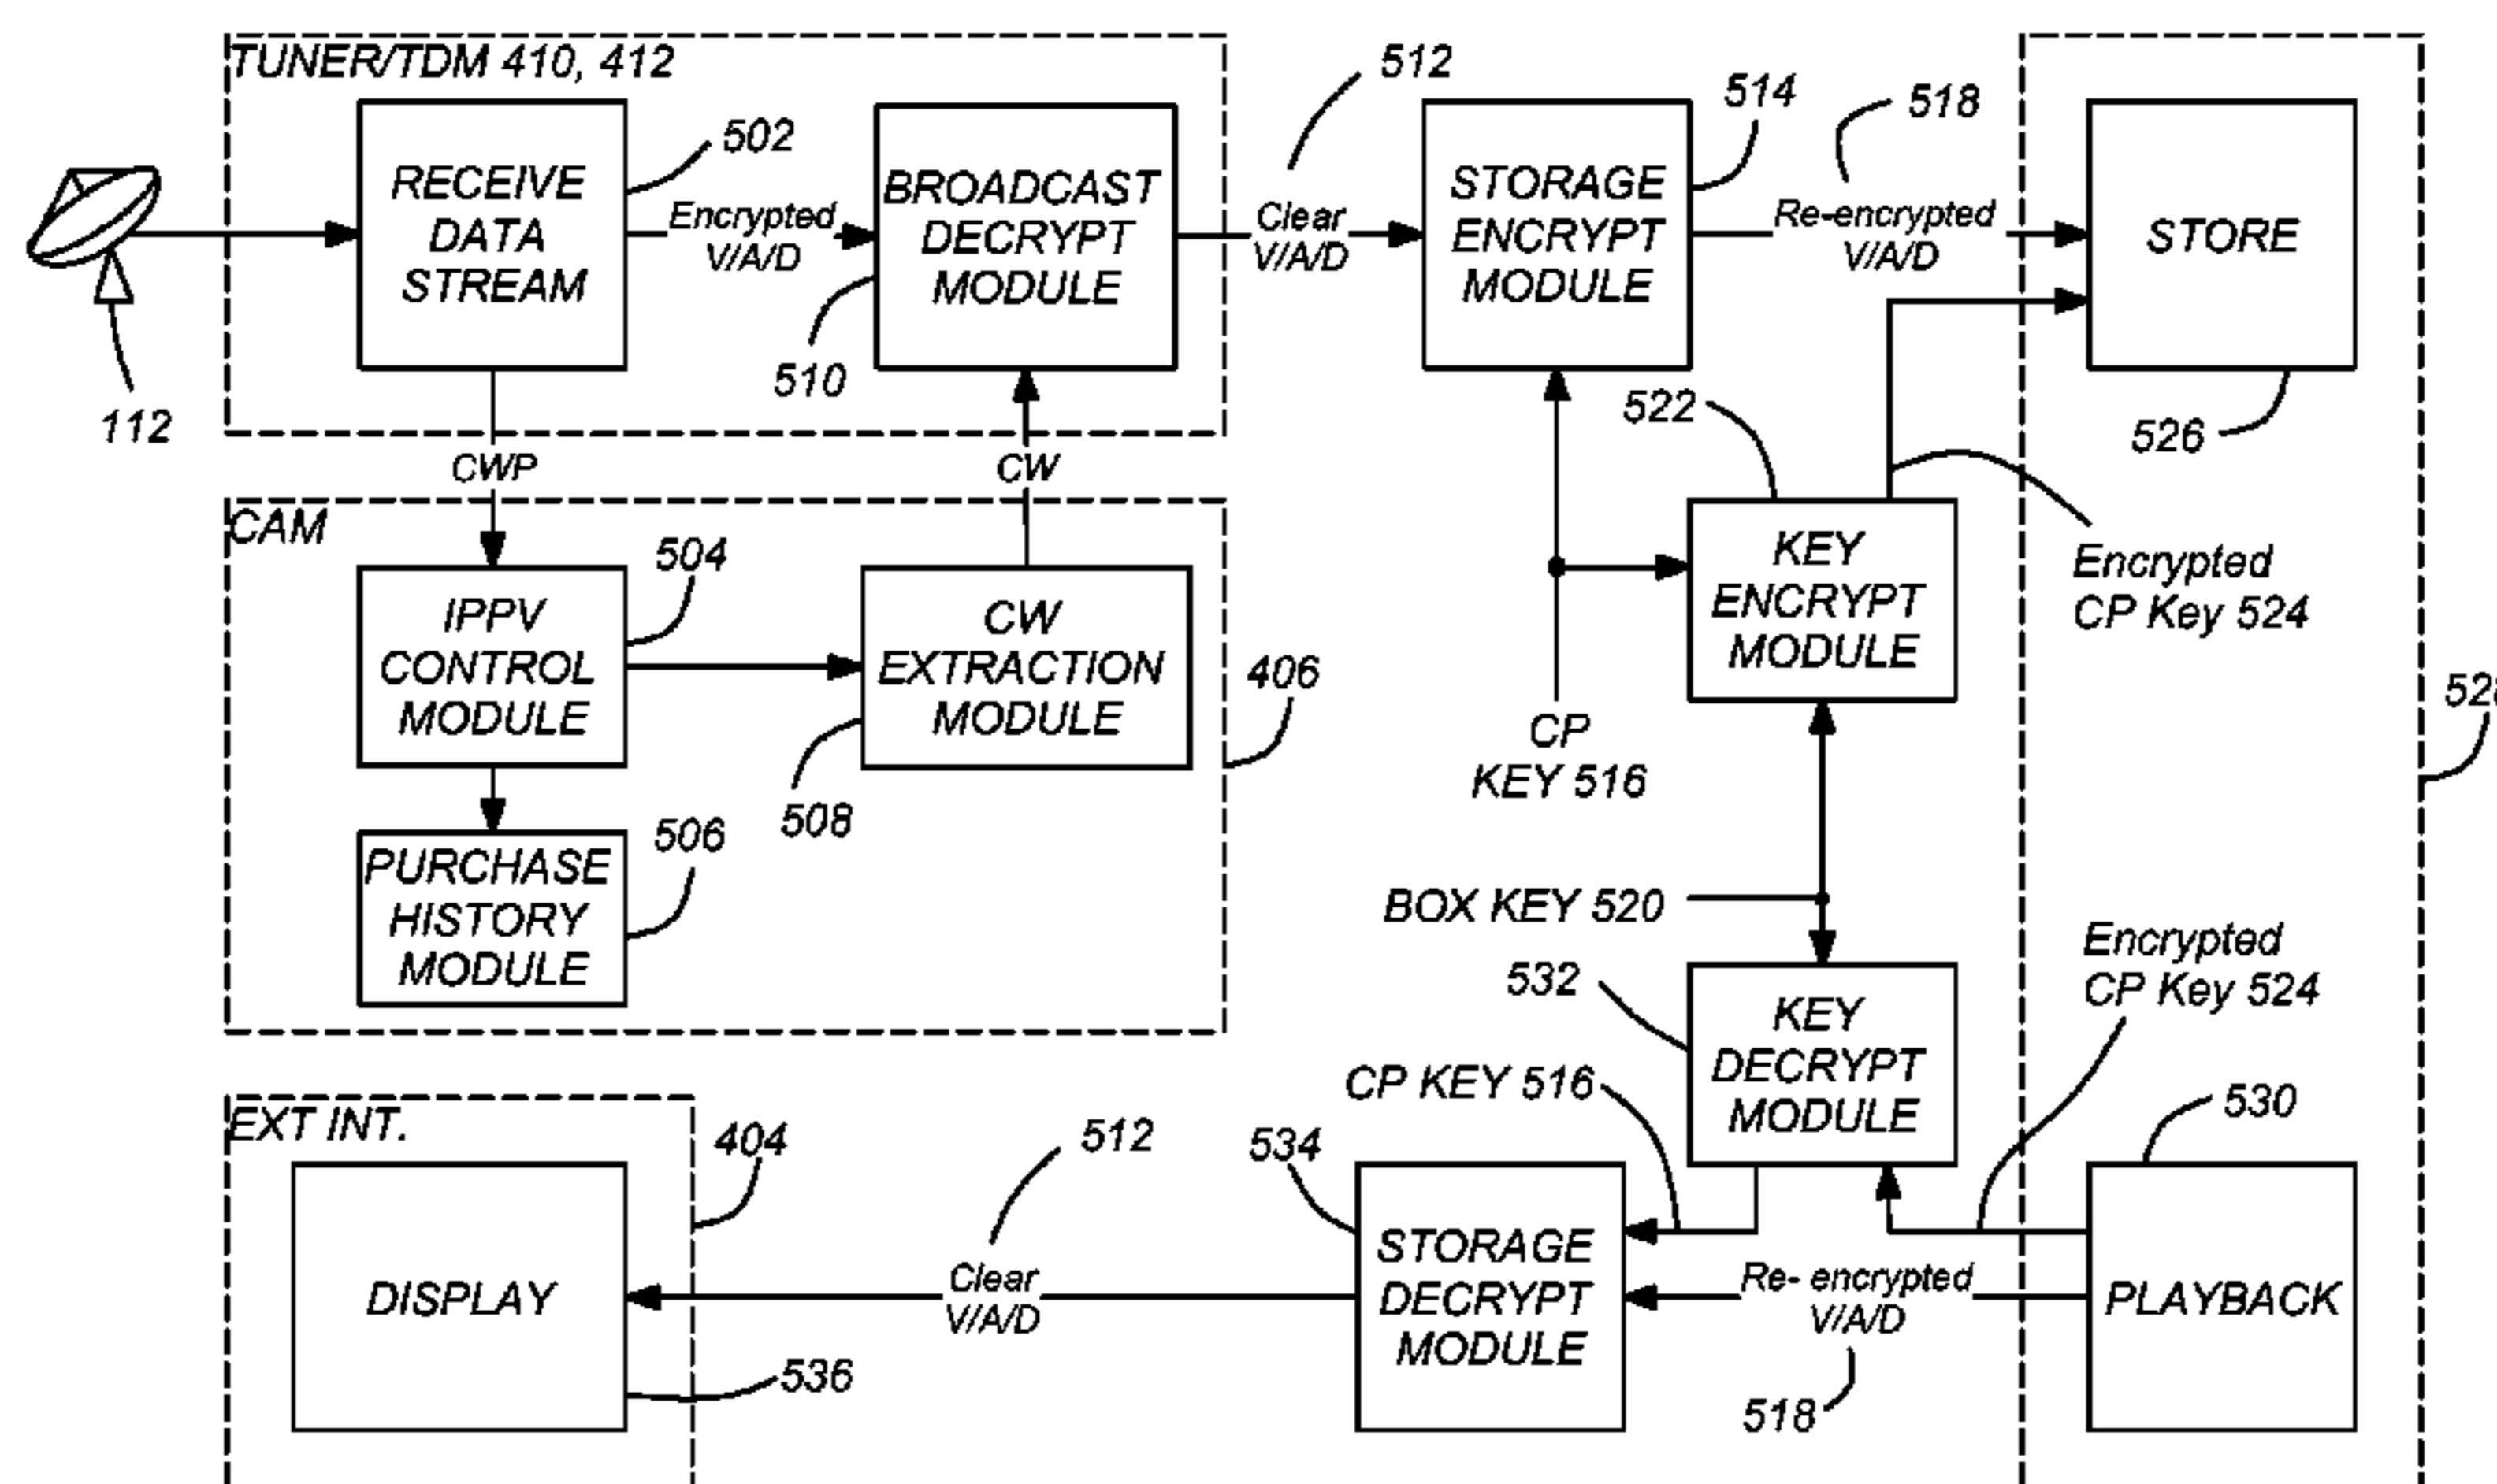 TUNER/TDM 410, 412
512
514
518
502
RECEIVE
DATA
STREAM
Encrypted
V/A/D
BROADCAST
DECRYPT
MODULE
Clear
V/A/D
STORAGE
ENCRYPT
MODULE
Re-encrypted
V/A/D
STORE
510
112
522
526
CWP
CW
CAM
504
IPPV
CONTROL
MODULE
CW
EXTRACTION
MODULE
406
KEY
ENCRYPT
MODULE
Encrypted
CP Key 524
CP
KEY 516
508
506
PURCHASE
HISTORY
MODULE
BOX KEY 520
532
Encrypted
CP Key 524
KEY
DECRYPT
MODULE
CP KEY 516
530
EXT INT.
404
512
534
DISPLAY
Clear
V/A/D
STORAGE
DECRYPT
MODULE
Re- encrypted
V/A/D
PLAYBACK
536
518